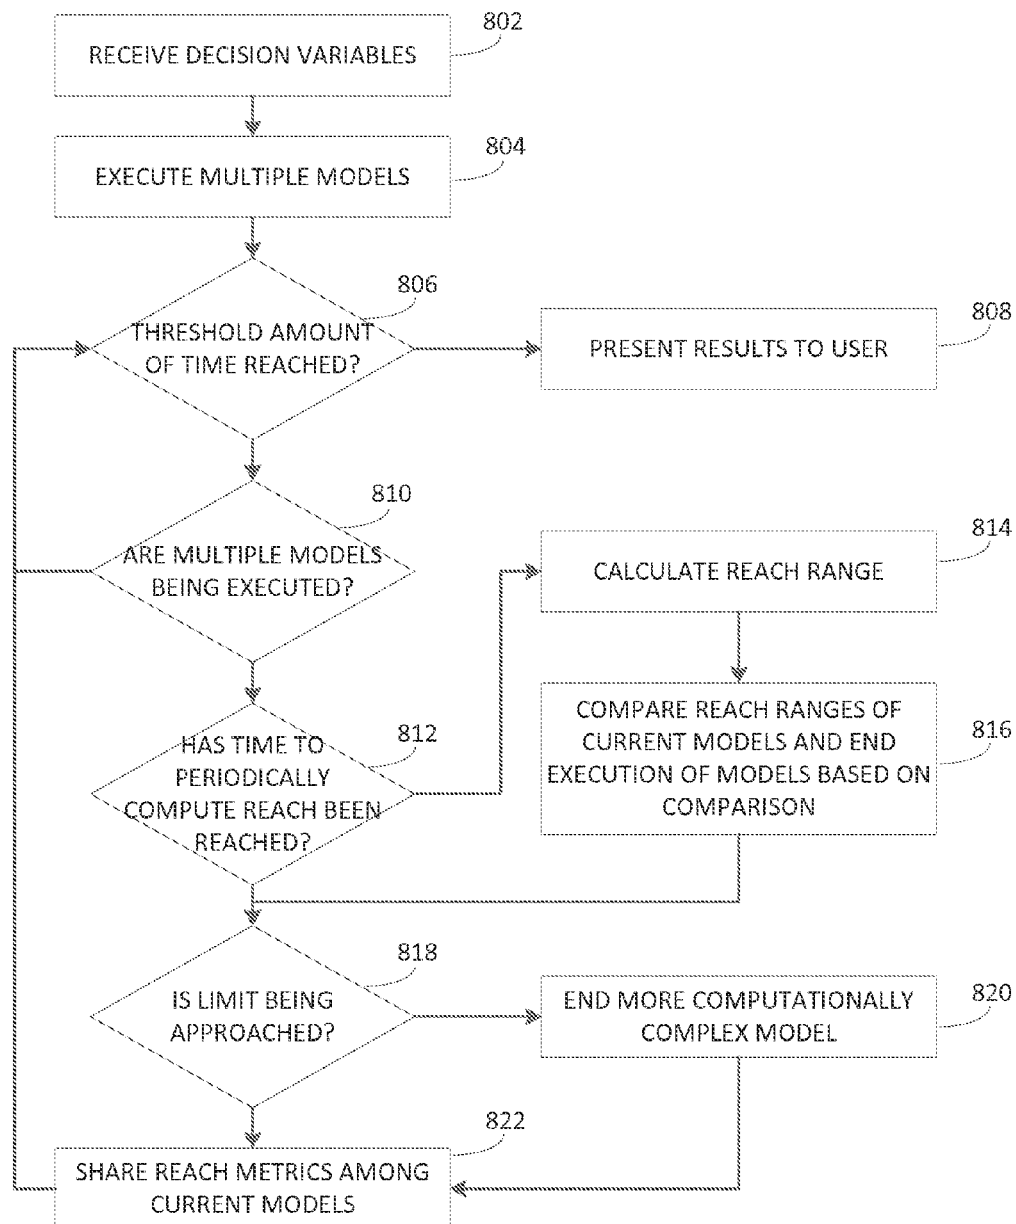 802
RECEIVE DECISION VARIABLES
804
EXECUTE MULTIPLE MODELS
806
THRESHOLD AMOUNT
OF TIME REACHED?
808
PRESENT RESULTS TO USER
810
ARE MULTIPLE MODELS
BEING EXECUTED?
814
CALCULATE REACH RANGE
812
HAS TIME TO
PERIODICALLY
COMPUTE REACH BEEN
REACHED?
816
COMPARE REACH RANGES OF
CURRENT MODELS AND END
EXECUTION OF MODELS BASED ON
COMPARISON
818
IS LIMIT BEING
APPROACHED?
820
END MORE COMPUTATIONALLY
COMPLEX MODEL
822
SHARE REACH METRICS AMONG
CURRENT MODELS